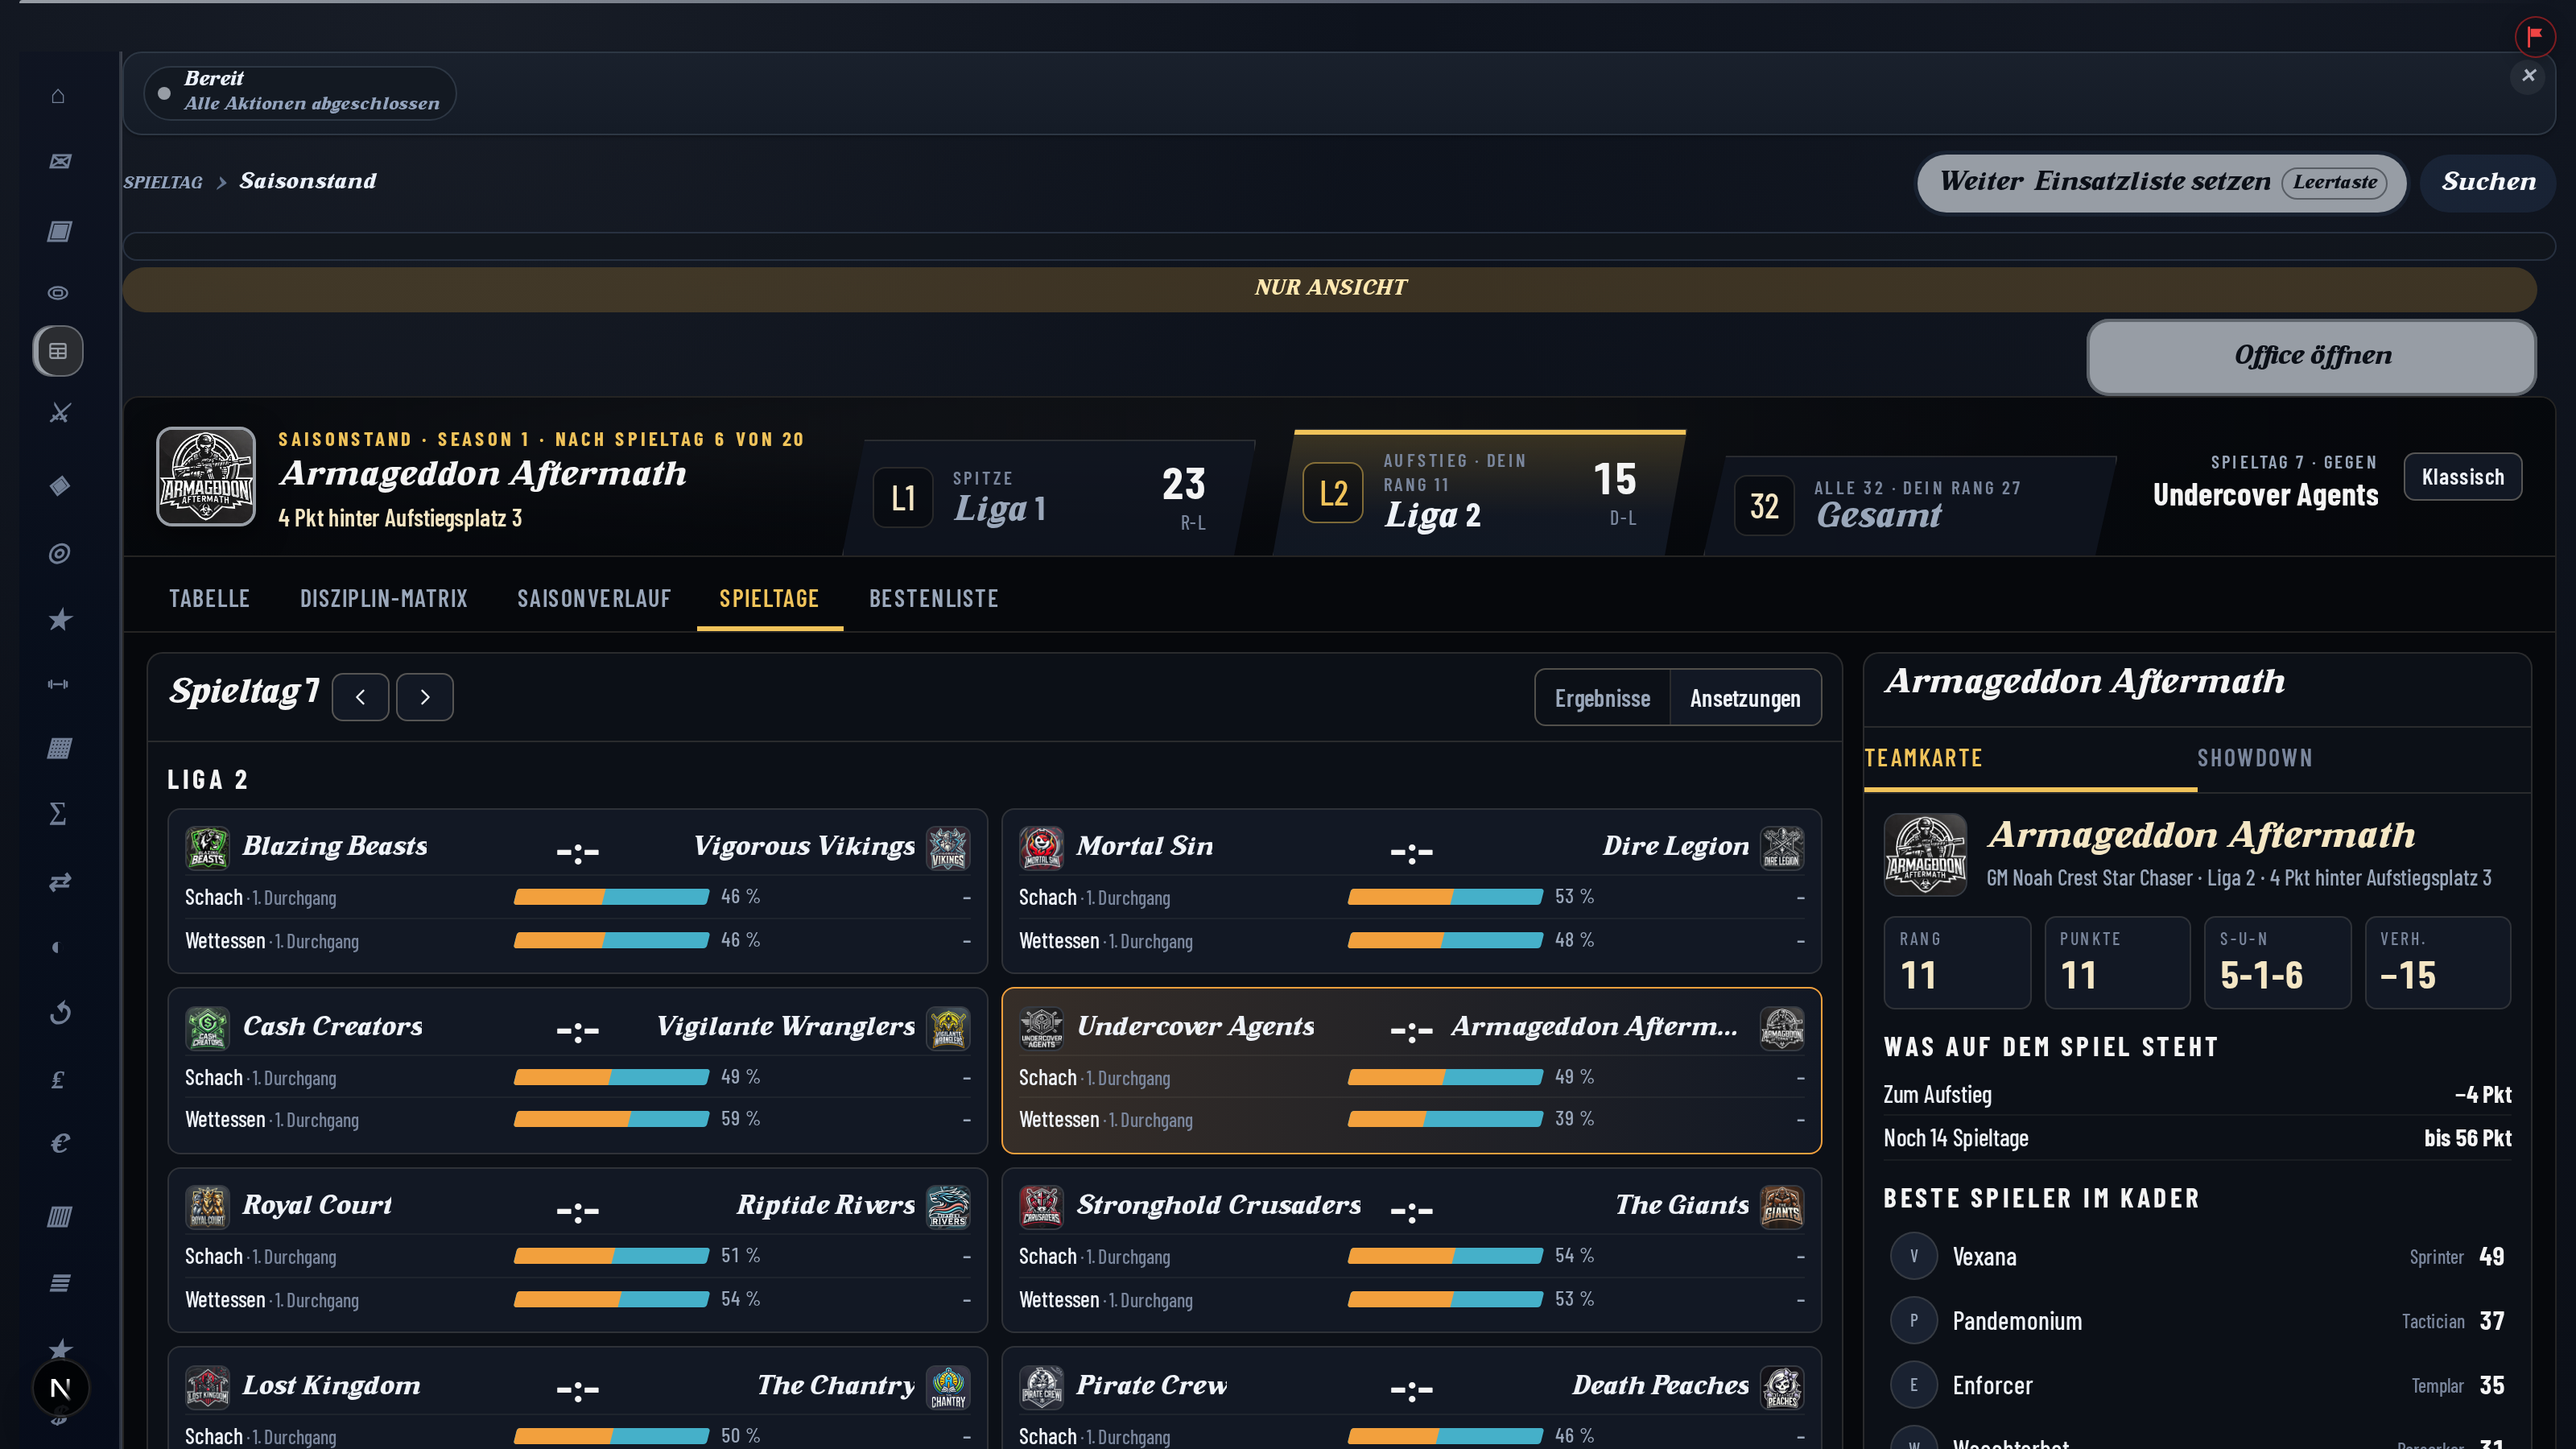 Bereit
Alle Aktionen abgeschlossen
SPIELTAG › Saisonstand
Weiter Einsatzliste setzen Leertaste
Suchen
NUR ANSICHT
Office öffnen
SAISONSTAND · SEASON 1 · NACH SPIELTAG 6 VON 20
Armageddon Aftermath
4 Pkt hinter Aufstiegsplatz 3
L1
SPITZE
Liga 1
23
R-L
L2
AUFSTIEG · DEIN
RANG 11
Liga 2
15
D-L
32
ALLE 32 · DEIN RANG 27
Gesamt
SPIELTAG 7 · GEGEN
Undercover Agents
Klassisch
TABELLE
DISZIPLIN-MATRIX
SAISONVERLAUF
SPIELTAGE
BESTENLISTE
Spieltag 7
Ergebnisse
Ansetzungen
LIGA 2
Blazing Beasts -:- Vigorous Vikings
Schach · 1. Durchgang 46 % –
Wettessen · 1. Durchgang 46 % –
Mortal Sin -:- Dire Legion
Schach · 1. Durchgang 53 % –
Wettessen · 1. Durchgang 48 % –
Cash Creators -:- Vigilante Wranglers
Schach · 1. Durchgang 49 % –
Wettessen · 1. Durchgang 59 % –
Undercover Agents -:- Armageddon Afterm...
Schach · 1. Durchgang 49 % –
Wettessen · 1. Durchgang 39 % –
Royal Court -:- Riptide Rivers
Schach · 1. Durchgang 51 % –
Wettessen · 1. Durchgang 54 % –
Stronghold Crusaders -:- The Giants
Schach · 1. Durchgang 54 % –
Wettessen · 1. Durchgang 53 % –
Lost Kingdom -:- The Chantry
Schach · 1. Durchgang 50 % –
Pirate Crew -:- Death Peaches
Schach · 1. Durchgang 46 % –
Armageddon Aftermath
TEAMKARTE
SHOWDOWN
ARMAGEDDON
AFTERMATH
Armageddon Aftermath
GM Noah Crest Star Chaser · Liga 2 · 4 Pkt hinter Aufstiegsplatz 3
RANG
11
PUNKTE
11
S-U-N
5-1-6
VERH.
−15
WAS AUF DEM SPIEL STEHT
Zum Aufstieg −4 Pkt
Noch 14 Spieltage bis 56 Pkt
BESTE SPIELER IM KADER
V Vexana Sprinter 49
P Pandemonium Tactician 37
E Enforcer Templar 35